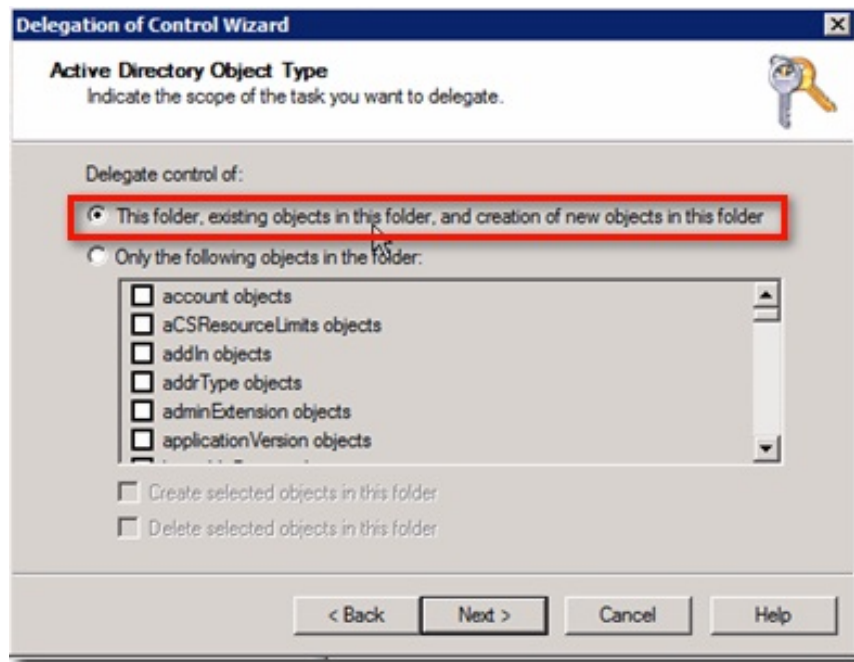 Delegation of Control Wizard
Active Directory Object Type
Indicate the scope of the task you want to delegate.
Delegate control of:
This folder, existing objects in this folder, and creation of new objects in this folder
Only the following objects in the folder:
account objects
aCSResourceLimits objects
addIn objects
addrType objects
adminExtension objects
applicationVersion objects
Create selected objects in this folder
Delete selected objects in this folder
< Back Next > Cancel Help